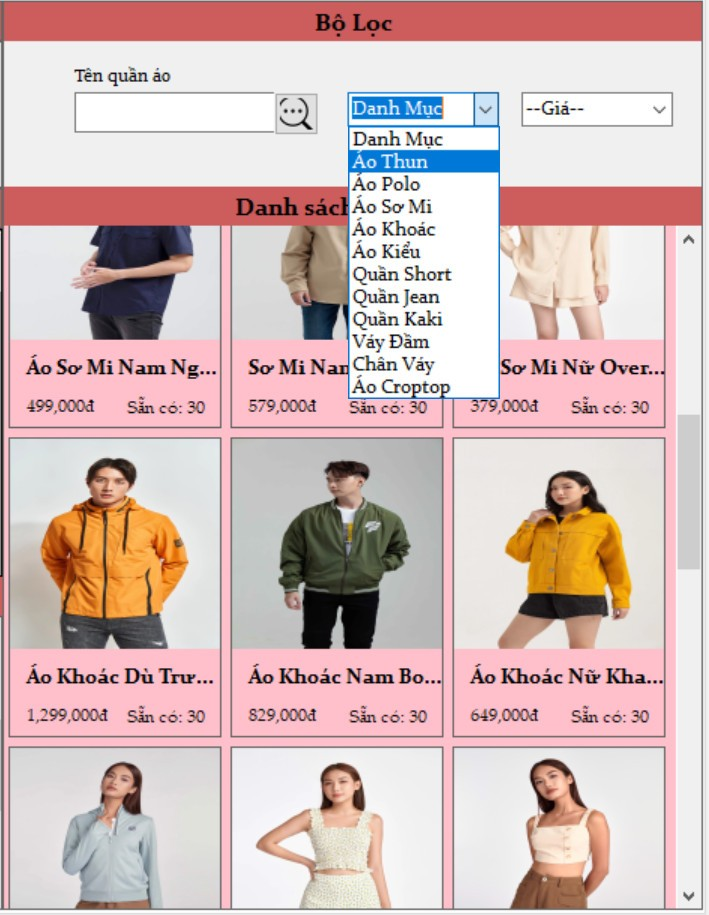 Bộ Lọc
Tên quần áo
Danh Mục
--Giá--
Danh Mục
Áo Thun
Áo Polo
Áo Sơ Mi
Áo Khoác
Áo Kiểu
Quần Short
Quần Jean
Quần Kaki
Váy Đầm
Chân Váy
Áo Croptop
Danh sách
Áo Sơ Mi Nam Ng...
499,000đ Sẵn có: 30
Sơ Mi Nam
579,000đ Sẵn có: 30
Sơ Mi Nữ Over...
379,000đ Sẵn có: 30
Áo Khoác Dù Trư...
1,299,000đ Sẵn có: 30
Áo Khoác Nam Bo...
829,000đ Sẵn có: 30
Áo Khoác Nữ Kha...
649,000đ Sẵn có: 30